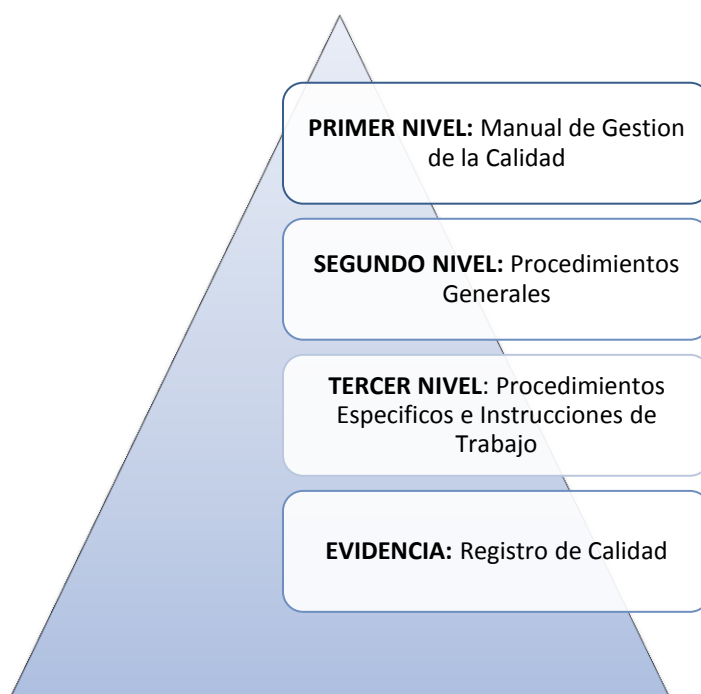 PRIMER NIVEL: Manual de Gestion
de la Calidad
SEGUNDO NIVEL: Procedimientos
Generales
TERCER NIVEL: Procedimientos
Especificos e Instrucciones de
Trabajo
EVIDENCIA: Registro de Calidad